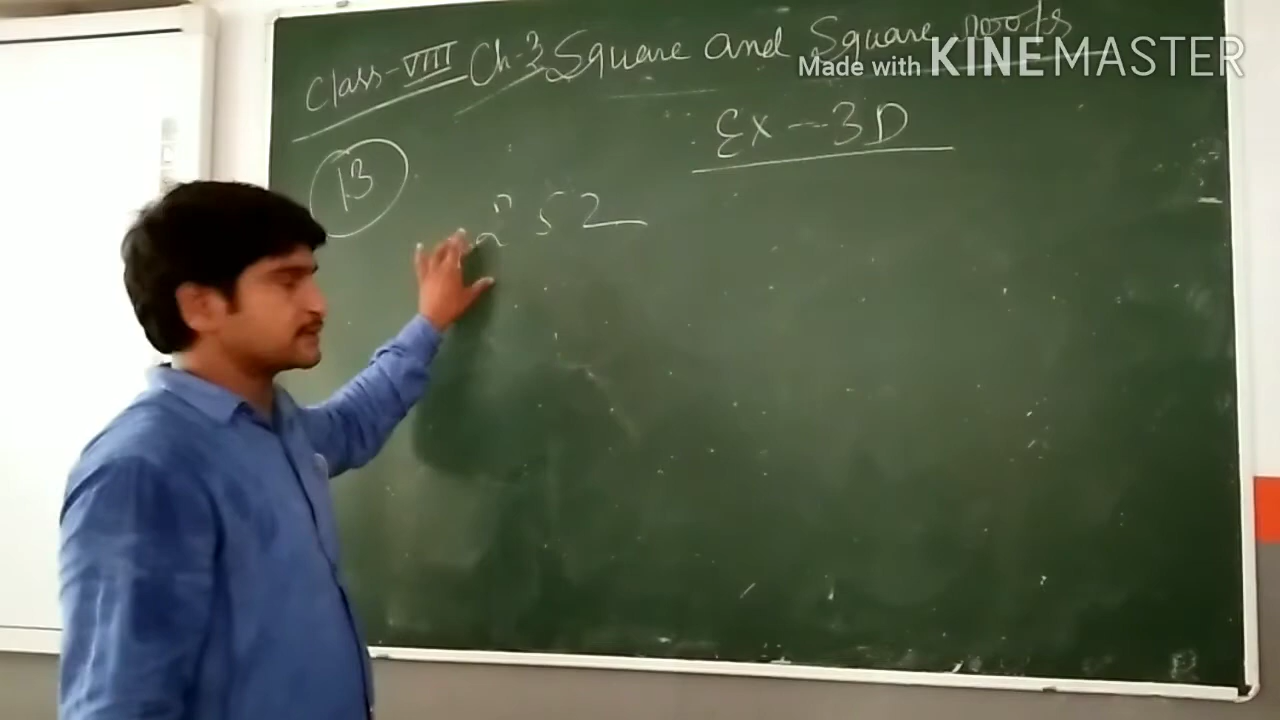 Class-VIII Ch-3 Square and Square roots
Made with KINEMASTER
Ex-3D
13
252